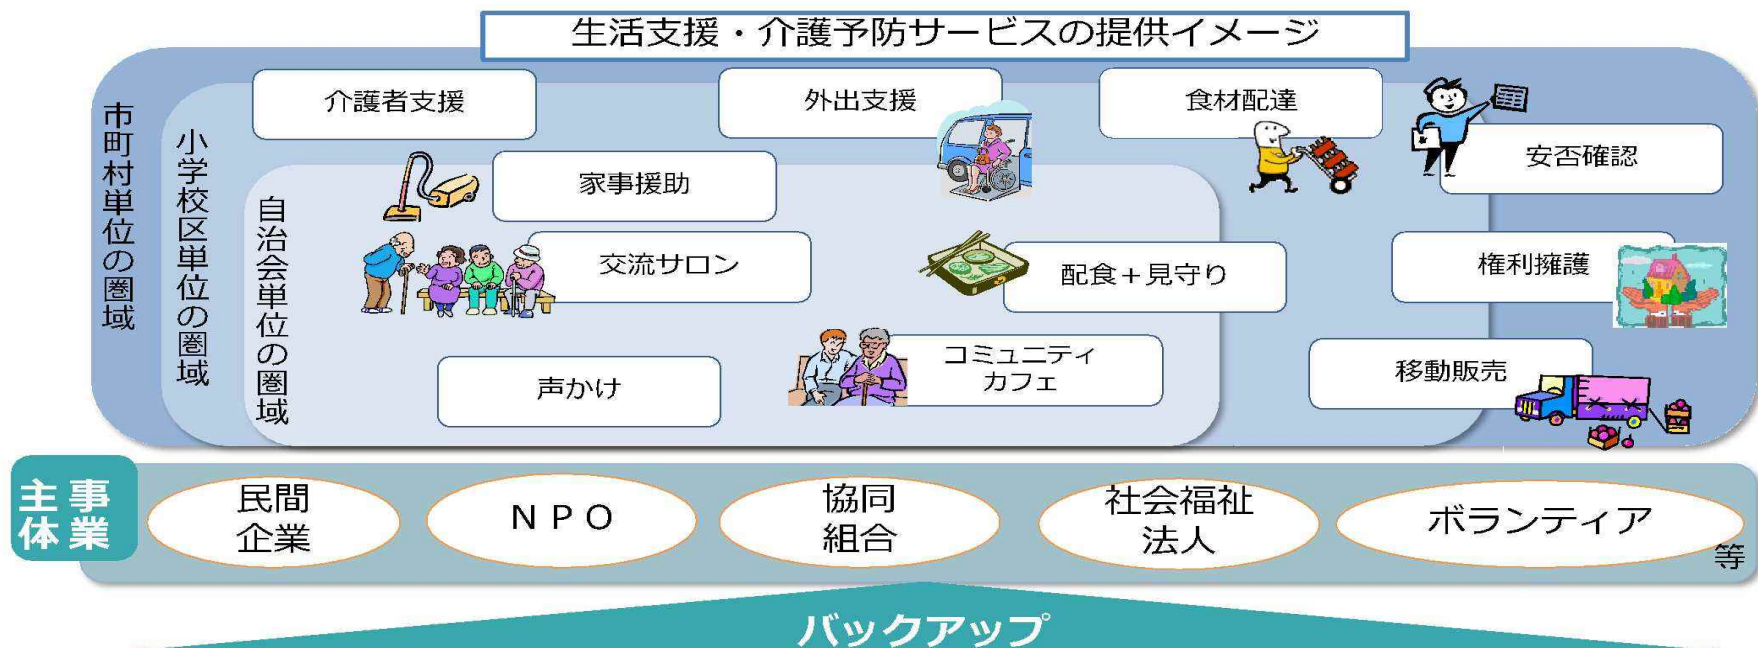 生活支援・介護予防サービスの提供イメージ
市町村単位の圏域
小学校区単位の圏域
自治会単位の圏域
介護者支援
外出支援
食材配達
安否確認
家事援助
交流サロン
配食＋見守り
権利擁護
声かけ
コミュニティ
カフェ
移動販売
事業
主体
民間
企業
ＮＰＯ
協同
組合
社会福祉
法人
ボランティア
等
バックアップ